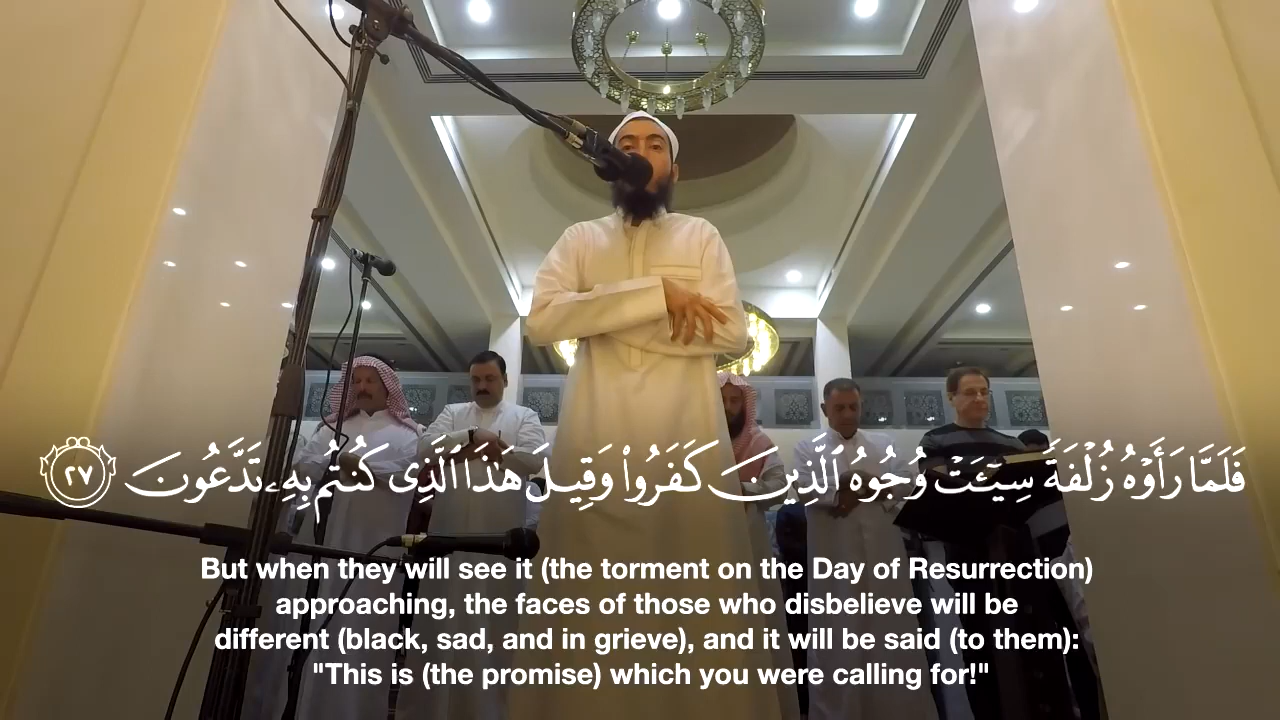 فَلَمَّا رَأَوْهُ زُلْفَةً سِيٓـَٔتْ وُجُوهُ ٱلَّذِينَ كَفَرُوا۟ وَقِيلَ هَـٰذَا ٱلَّذِى كُنتُم بِهِۦ تَدَّعُونَ ٢٧
But when they will see it (the torment on the Day of Resurrection)
approaching, the faces of those who disbelieve will be
different (black, sad, and in grieve), and it will be said (to them):
"This is (the promise) which you were calling for!"